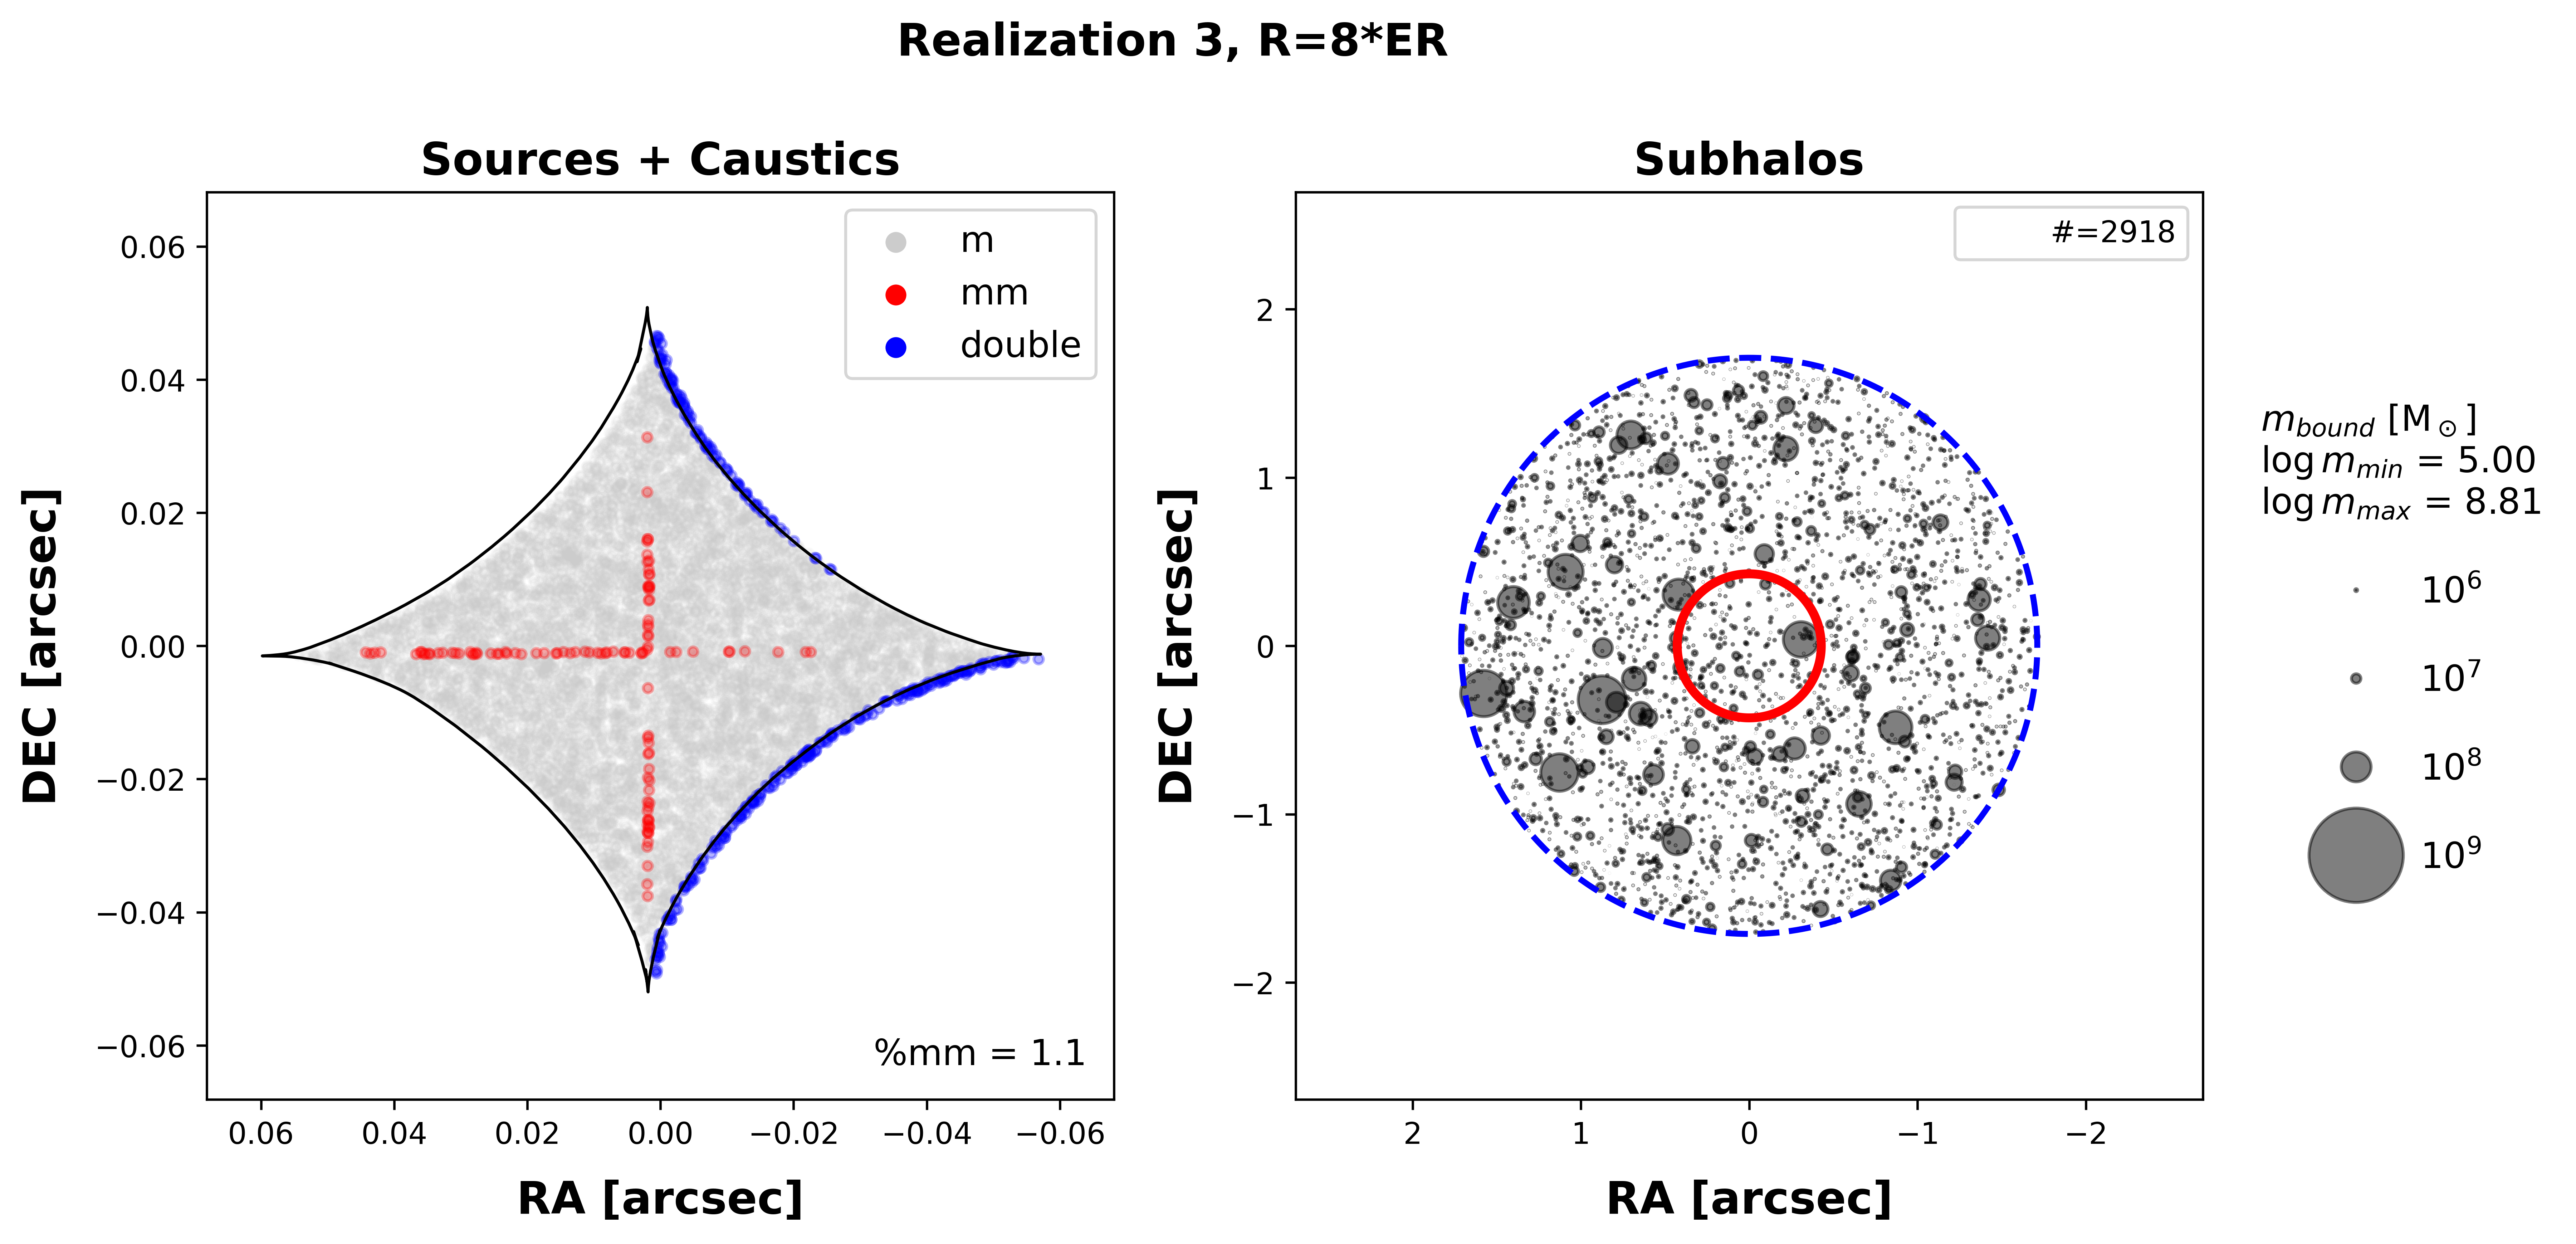 Realization 3, R=8*ER
Sources + Caustics
m
mm
double
%mm = 1.1
0.06
0.04
0.02
0.00
−0.02
−0.04
−0.06
0.06 0.04 0.02 0.00 −0.02 −0.04 −0.06
RA [arcsec]
DEC [arcsec]
Subhalos
#=2918
2
1
0
−1
−2
2 1 0 −1 −2
RA [arcsec]
DEC [arcsec]
m_bound [M_⊙]
log m_min = 5.00
log m_max = 8.81
10^6
10^7
10^8
10^9